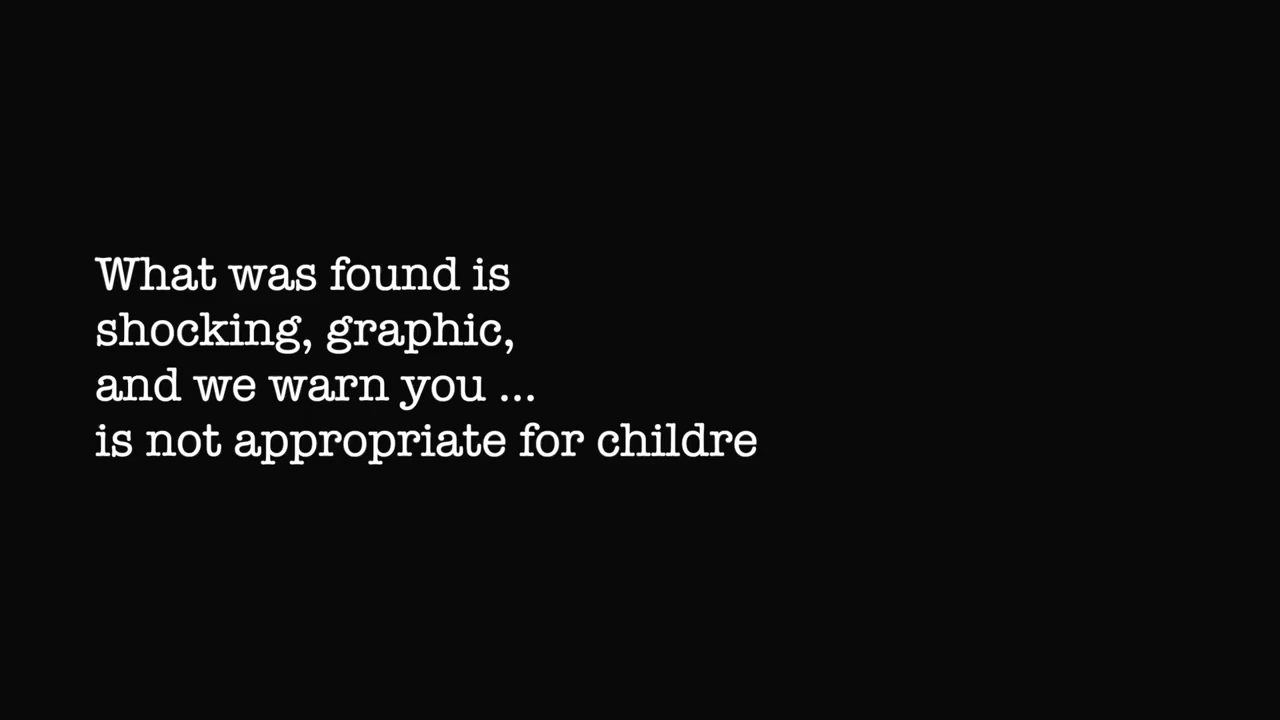 What was found is
shocking, graphic,
and we warn you ...
is not appropriate for childre